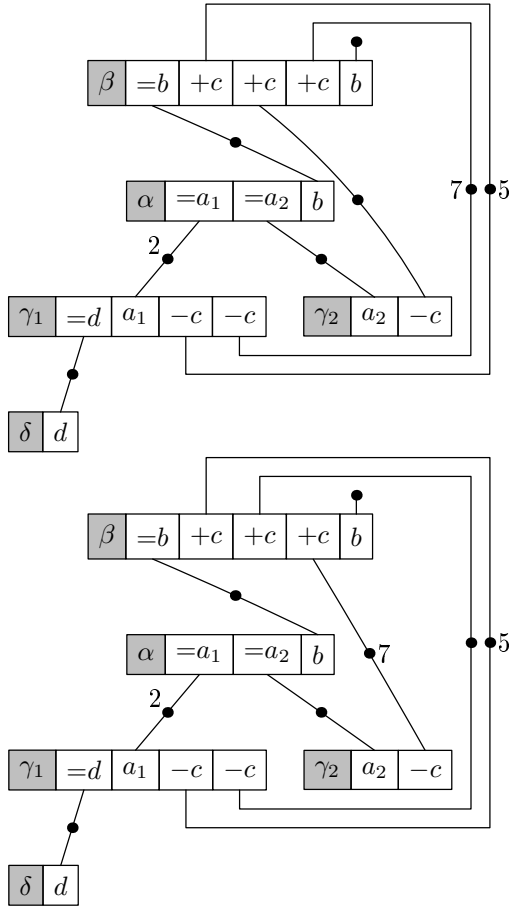 β =b +c +c +c b
α =a₁ =a₂ b
7 5
2
γ₁ =d a₁ −c −c γ₂ a₂ −c
δ d
β =b +c +c +c b
α =a₁ =a₂ b
5
7
2
γ₁ =d a₁ −c −c γ₂ a₂ −c
δ d